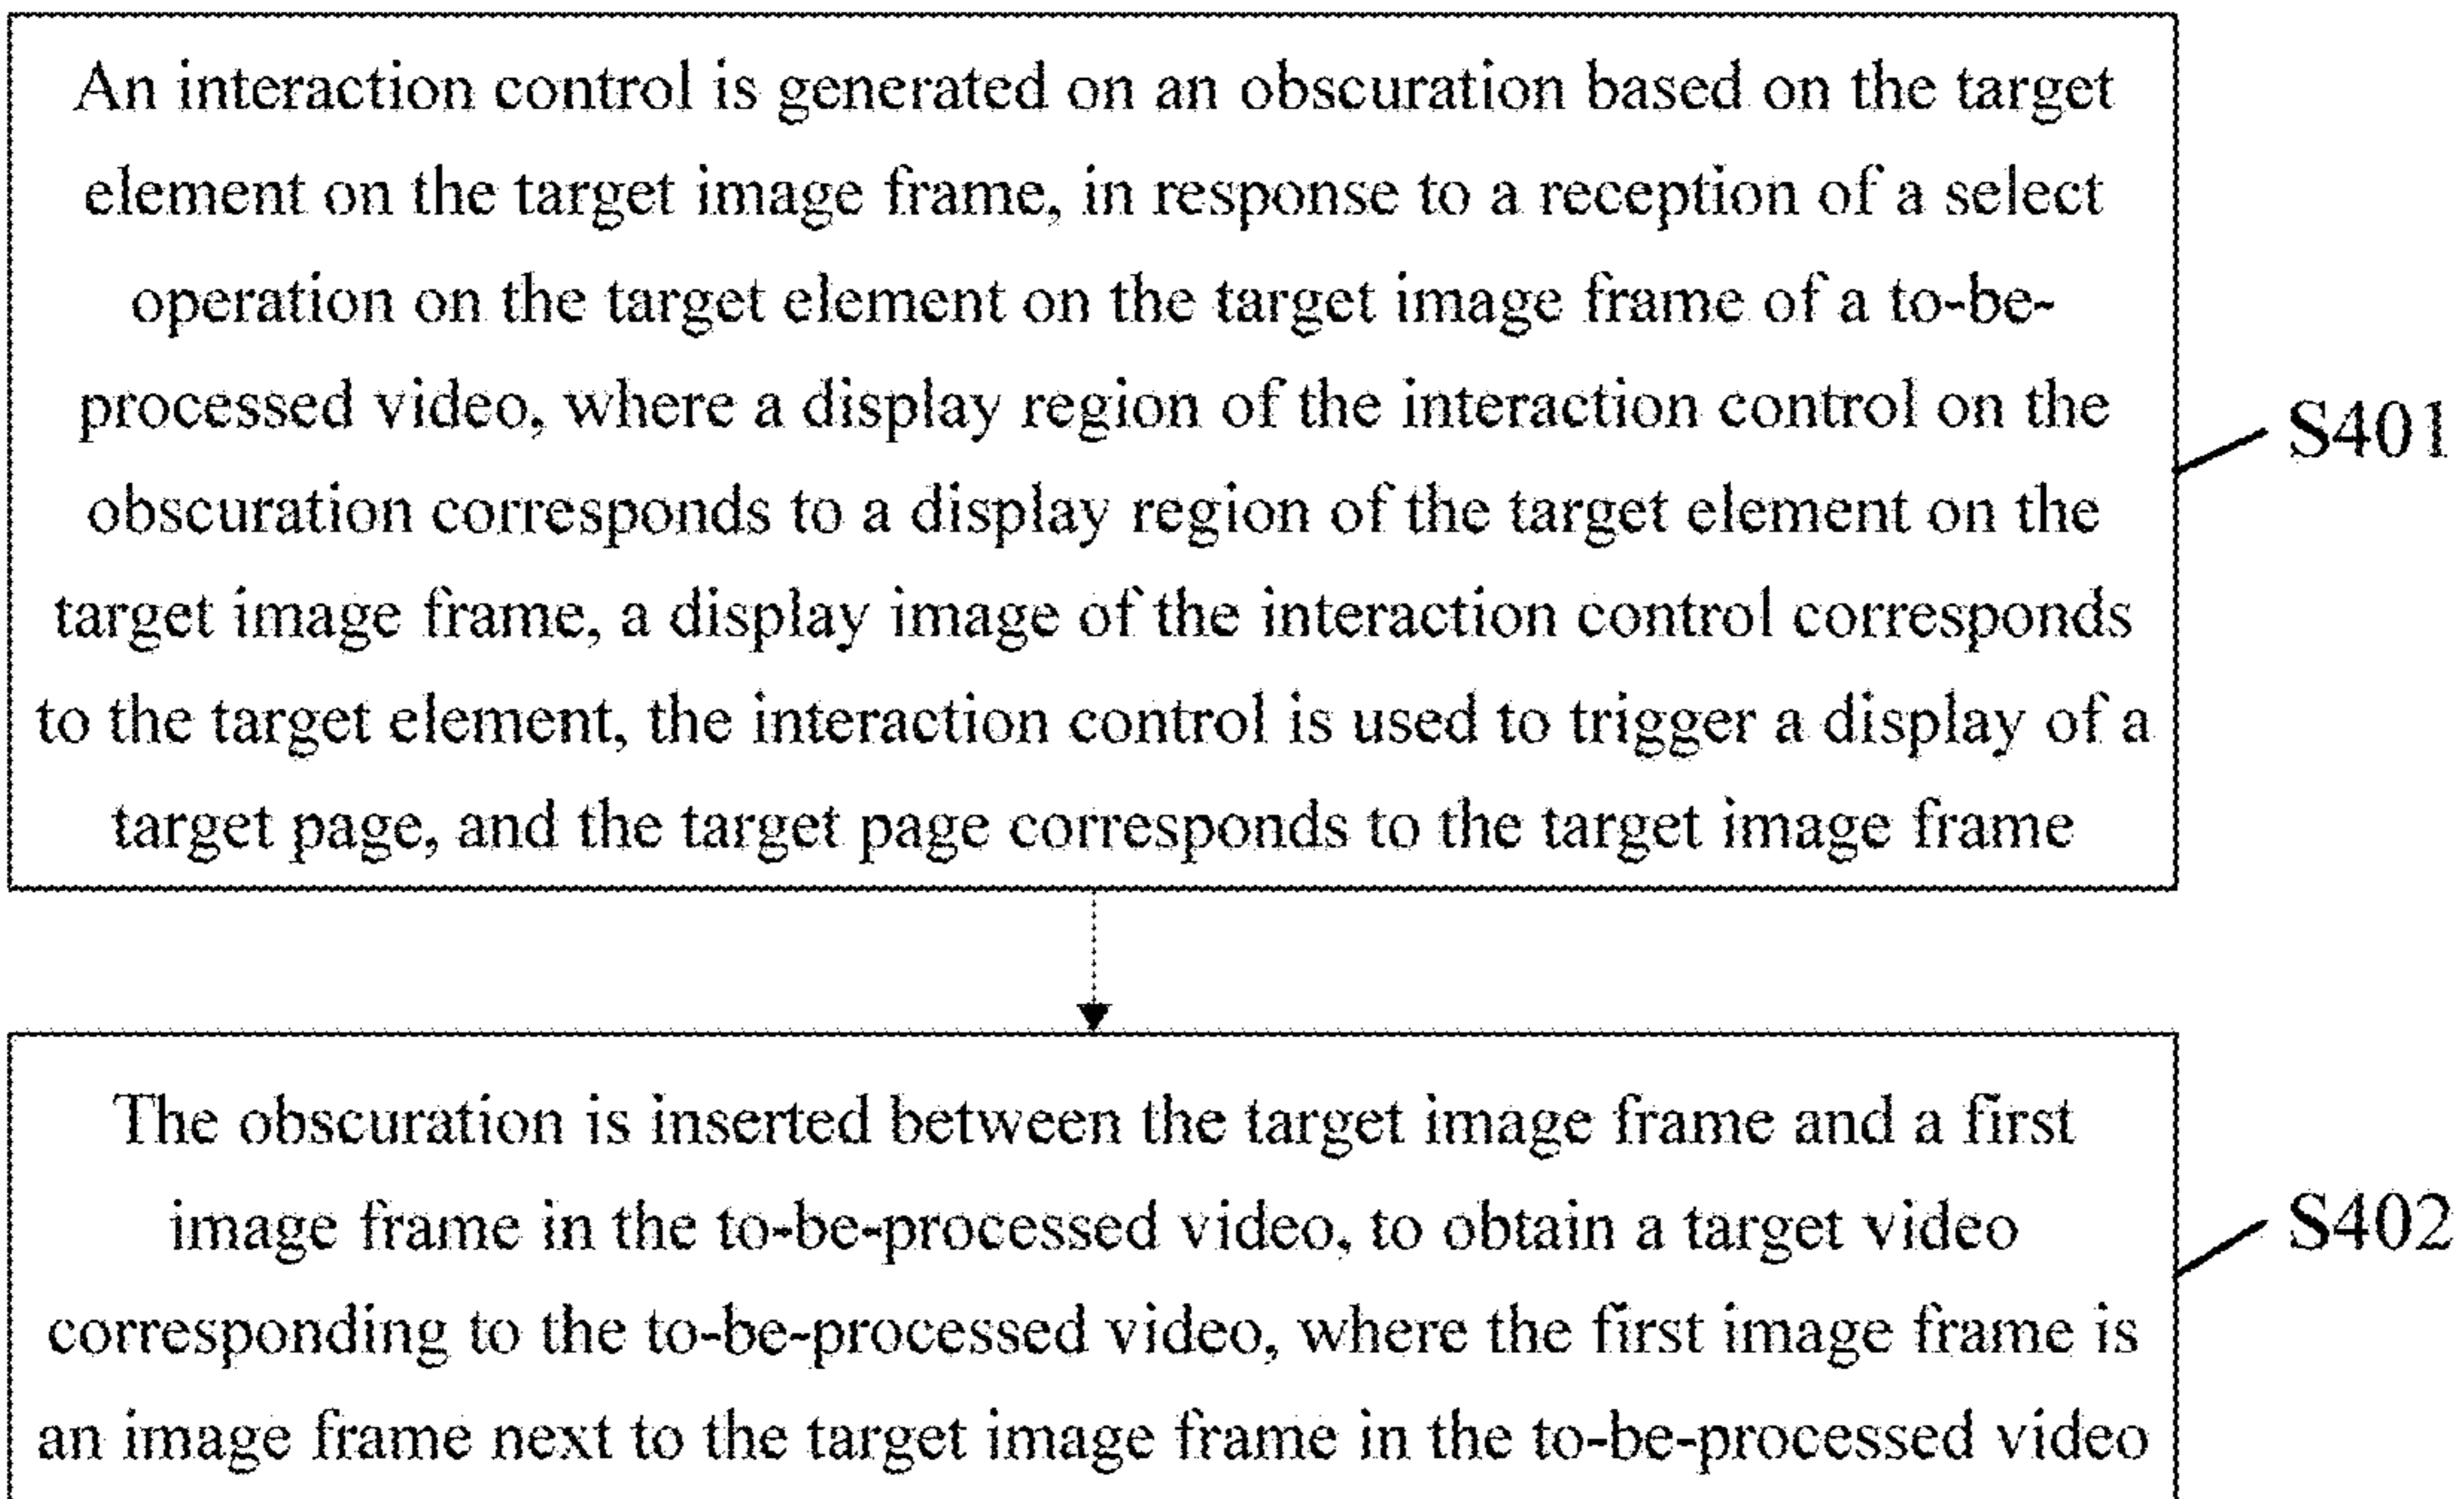 An interaction control is generated on an obscuration based on the target
element on the target image frame, in response to a reception of a select
operation on the target element on the target image frame of a to-be-
processed video, where a display region of the interaction control on the
obscuration corresponds to a display region of the target element on the
target image frame, a display image of the interaction control corresponds
to the target element, the interaction control is used to trigger a display of a
target page, and the target page corresponds to the target image frame
S401
The obscuration is inserted between the target image frame and a first
image frame in the to-be-processed video, to obtain a target video
corresponding to the to-be-processed video, where the first image frame is
an image frame next to the target image frame in the to-be-processed video
S402